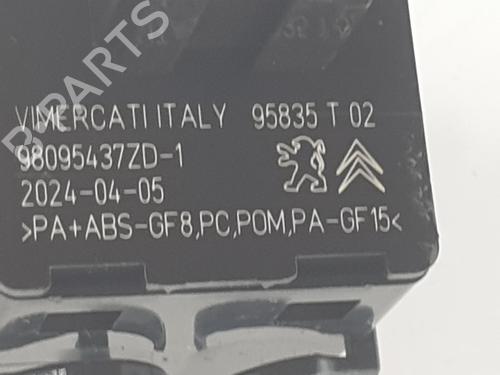 B-PARTS
VIMERCATI ITALY 95835 T 02
98095437ZD-1
2024-04-05
>PA+ABS-GF8,PC,POM,PA-GF15<